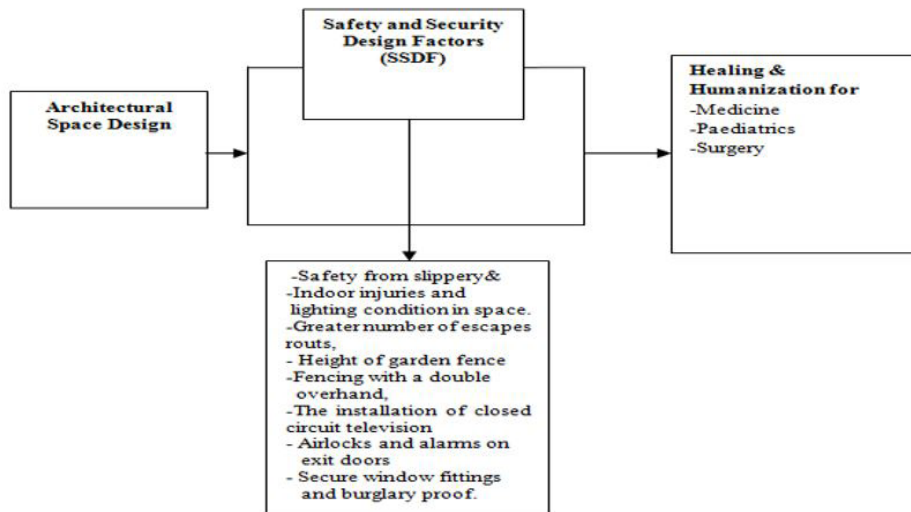 Safety and Security
Design Factors
(SSDF)
Architectural
Space Design
Healing &
Humanization for
-Medicine
-Paediatrics
-Surgery
-Safety from slippery&
-Indoor injuries and
lighting condition in space.
-Greater number of escapes
routs,
- Height of garden fence
-Fencing with a double
overhand,
-The installation of closed
circuit television
- Airlocks and alarms on
exit doors
- Secure window fittings
and burglary proof.